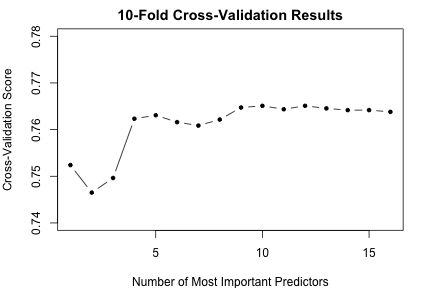 10-Fold Cross-Validation Results
Cross-Validation Score
0.78
0.77
0.76
0.75
0.74
5
10
15
Number of Most Important Predictors